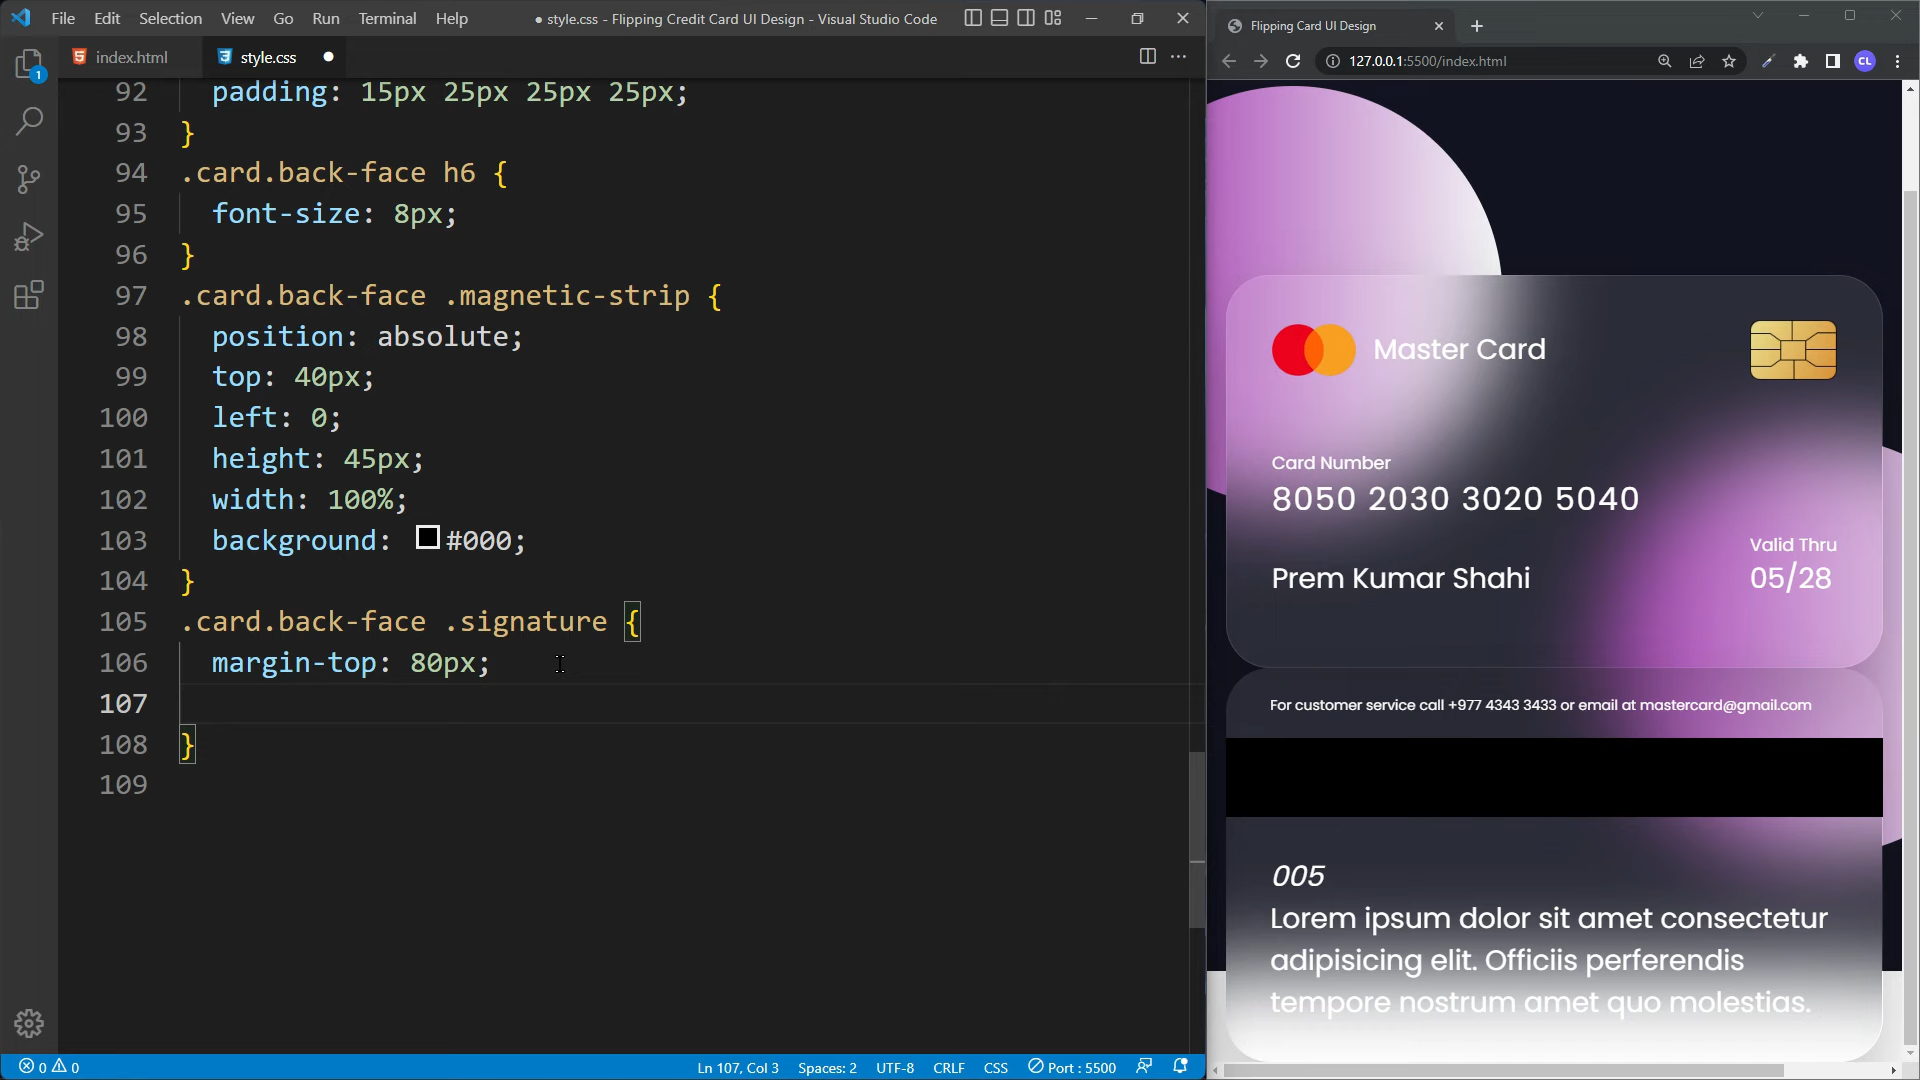 File Edit Selection View Go Run Terminal Help
● style.css - Flipping Credit Card UI Design - Visual Studio Code
index.html
style.css ●
1
92 padding: 15px 25px 25px 25px;
93 }
94 .card.back-face h6 {
95 font-size: 8px;
96 }
97 .card.back-face .magnetic-strip {
98 position: absolute;
99 top: 40px;
100 left: 0;
101 height: 45px;
102 width: 100%;
103 background: #000;
104 }
105 .card.back-face .signature {
106 margin-top: 80px;
107
108 }
109
0 0 Ln 107, Col 3 Spaces: 2 UTF-8 CRLF CSS Port : 5500
Flipping Card UI Design
127.0.0.1:5500/index.html
CL
Master Card
Card Number
8050 2030 3020 5040
Valid Thru
Prem Kumar Shahi 05/28
For customer service call +977 4343 3433 or email at mastercard@gmail.com
005
Lorem ipsum dolor sit amet consectetur
adipisicing elit. Officiis perferendis
tempore nostrum amet quo molestias.